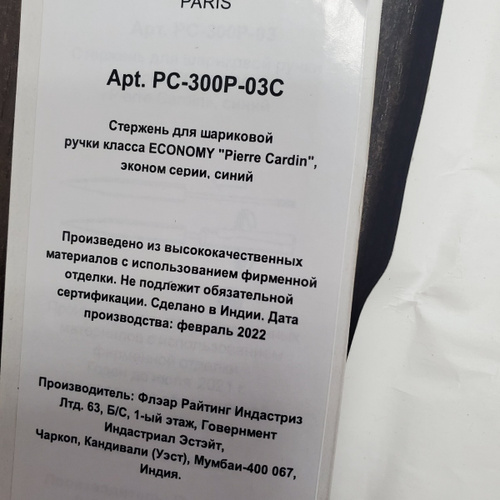 PARIS
Арт. PC-300P-03C
Стержень для шариковой
ручки класса ECONOMY "Pierre Cardin",
эконом серии, синий
Произведено из высококачественных
материалов с использованием фирменной
отделки. Не подлежит обязательной
сертификации. Сделано в Индии. Дата
производства: февраль 2022
Производитель: Флэар Райтинг Индастриз
Лтд. 63, Б/С, 1-ый этаж, Говернмент
Индастриал Эстэйт,
Чаркоп, Кандивали (Уэст), Мумбаи-400 067,
Индия.